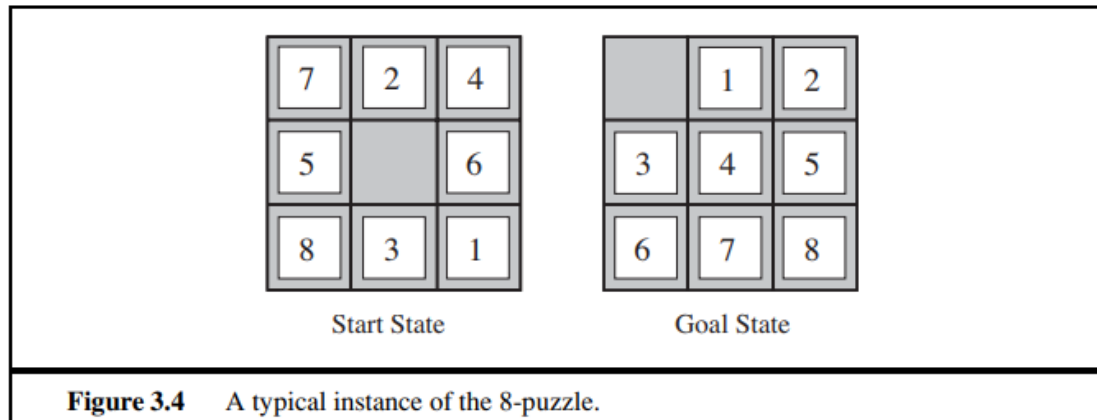 7 2 4 1 2
5 6 3 4 5
8 3 1 6 7 8
Start State Goal State
Figure 3.4 A typical instance of the 8-puzzle.